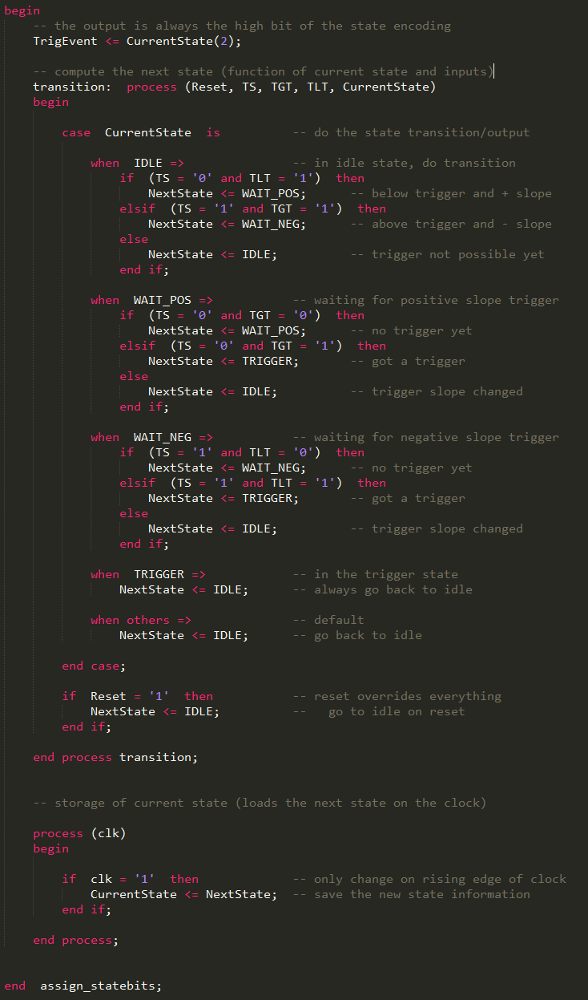 begin
-- the output is always the high bit of the state encoding
TrigEvent <= CurrentState(2);
-- compute the next state (function of current state and inputs)
transition:  process (Reset, TS, TGT, TLT, CurrentState)
begin
case  CurrentState  is          -- do the state transition/output
when  IDLE =>               -- in idle state, do transition
if  (TS = '0' and TLT = '1')  then
NextState <= WAIT_POS;      -- below trigger and + slope
elsif  (TS = '1' and TGT = '1')  then
NextState <= WAIT_NEG;      -- above trigger and - slope
else
NextState <= IDLE;          -- trigger not possible yet
end if;
when  WAIT_POS =>           -- waiting for positive slope trigger
if  (TS = '0' and TGT = '0')  then
NextState <= WAIT_POS;      -- no trigger yet
elsif  (TS = '0' and TGT = '1')  then
NextState <= TRIGGER;       -- got a trigger
else
NextState <= IDLE;          -- trigger slope changed
end if;
when  WAIT_NEG =>           -- waiting for negative slope trigger
if  (TS = '1' and TLT = '0')  then
NextState <= WAIT_NEG;      -- no trigger yet
elsif  (TS = '1' and TLT = '1')  then
NextState <= TRIGGER;       -- got a trigger
else
NextState <= IDLE;          -- trigger slope changed
end if;
when  TRIGGER =>            -- in the trigger state
NextState <= IDLE;      -- always go back to idle
when others =>              -- default
NextState <= IDLE;      -- go back to idle
end case;
if  Reset = '1'  then           -- reset overrides everything
NextState <= IDLE;          --   go to idle on reset
end if;
end process transition;
-- storage of current state (loads the next state on the clock)
process (clk)
begin
if  clk = '1'  then             -- only change on rising edge of clock
CurrentState <= NextState;  -- save the new state information
end if;
end process;
end  assign_statebits;